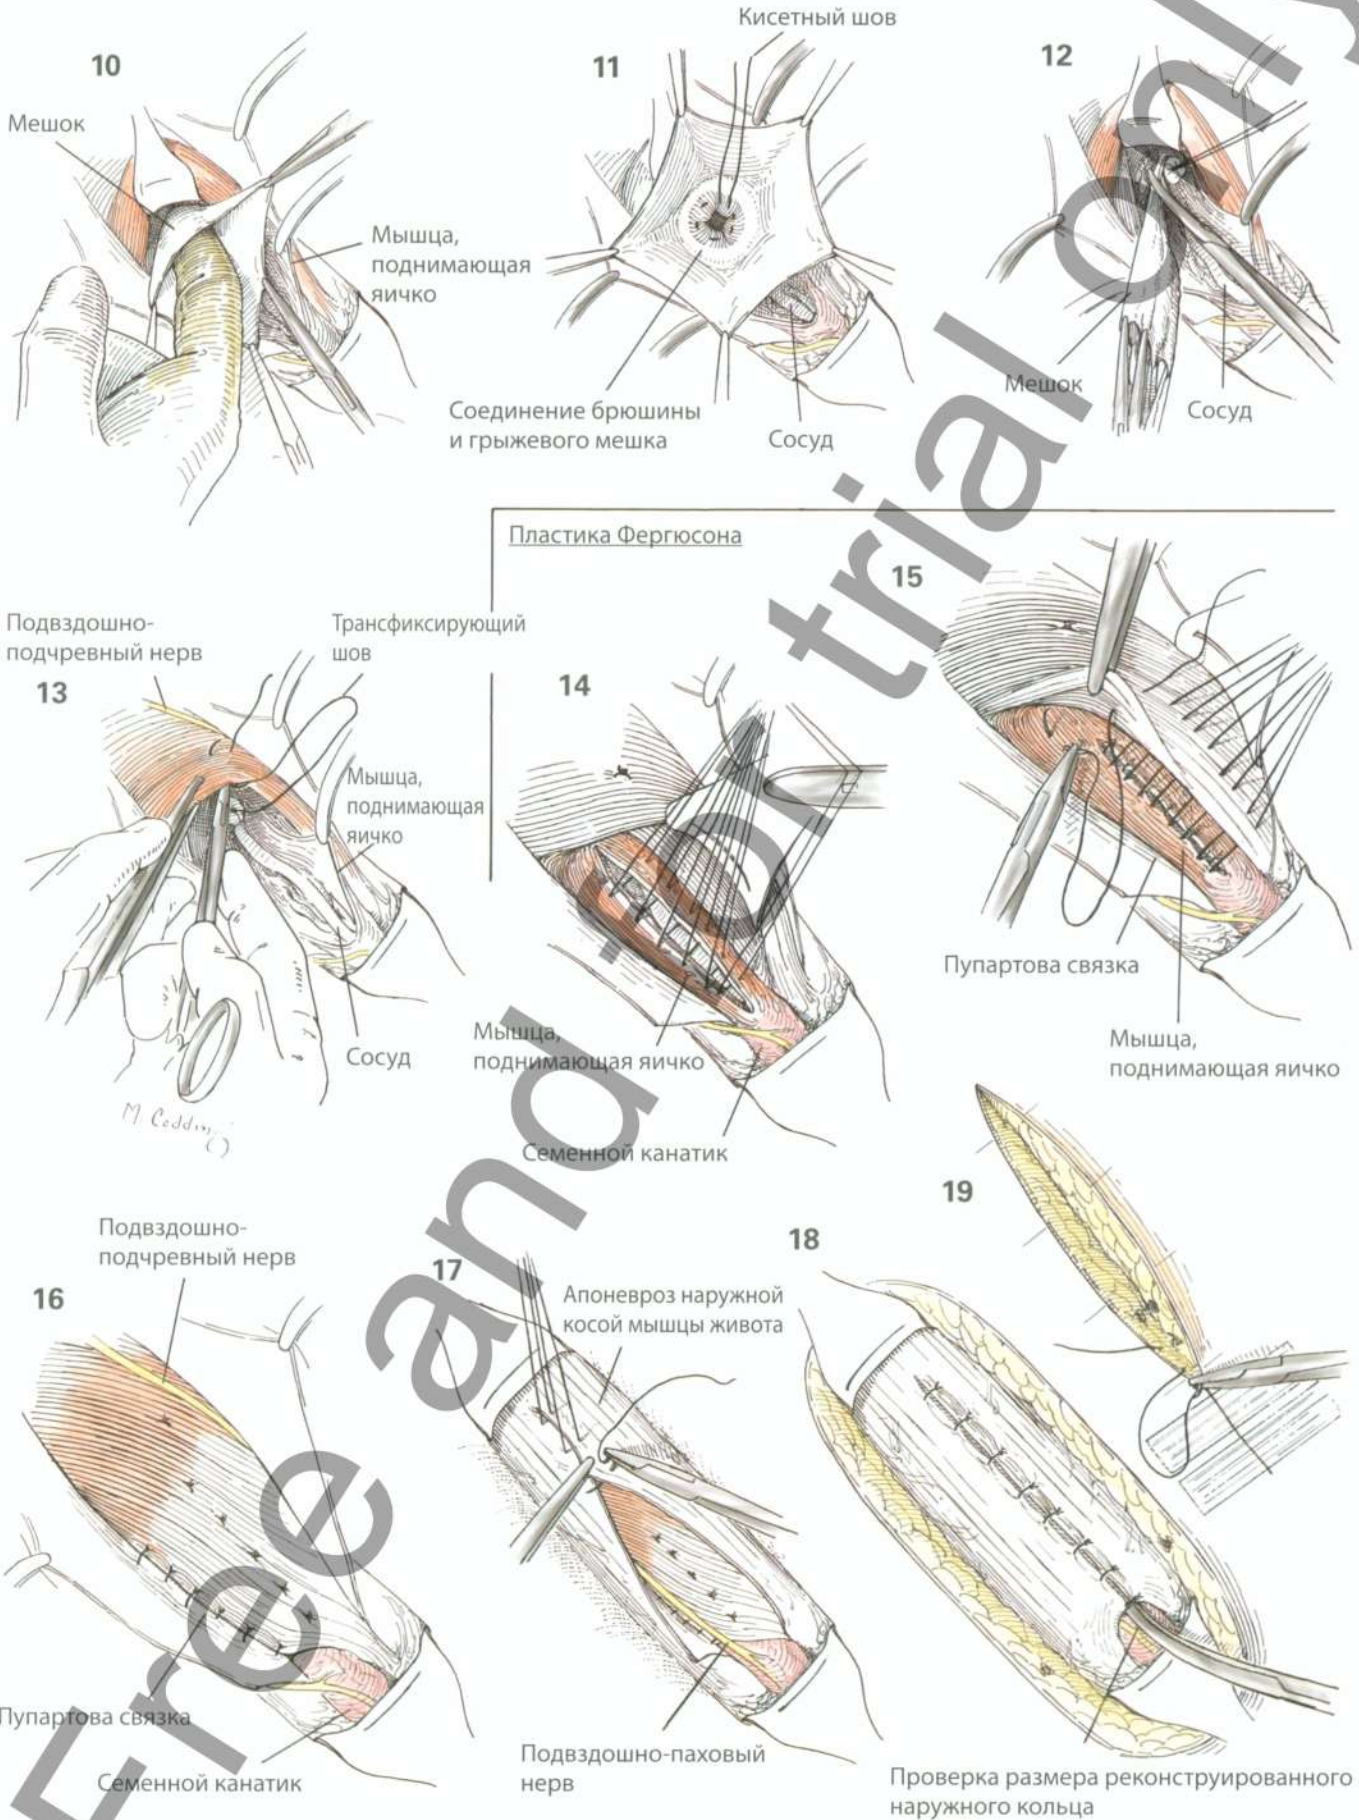 Кисетный шов
10
11
12
Мешок
Мышца,
поднимающая
яичко
Соединение брюшины
и грыжевого мешка
Сосуд
Мешок
Сосуд
Пластика Фергюсона
Подвздошно-
подчревный нерв
Трансфиксирующий
шов
13
14
15
Мышца,
поднимающая
яичко
Сосуд
Мышца,
поднимающая яичко
Семенной канатик
Пупартова связка
Мышца,
поднимающая яичко
16
17
18
19
Подвздошно-
подчревный нерв
Апоневроз наружной
косой мышцы живота
Пупартова связка
Семенной канатик
Подвздошно-паховый
нерв
Проверка размера реконструированного
наружного кольца
Free and for trial only